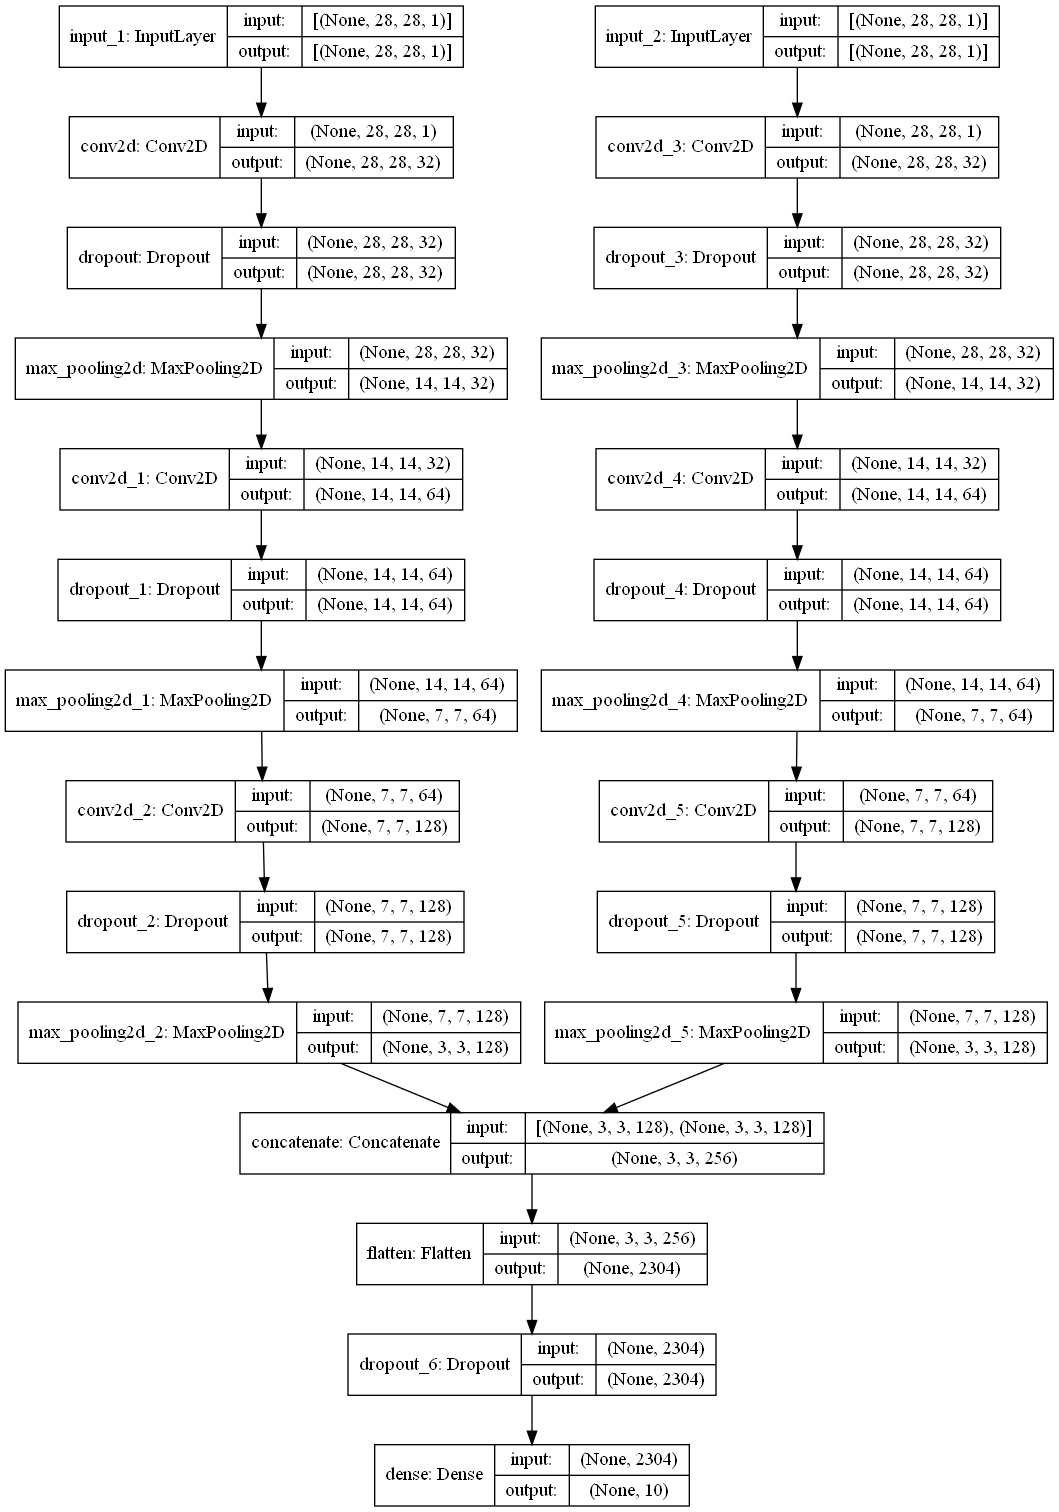 input_1: InputLayer
input: [(None, 28, 28, 1)]
output: [(None, 28, 28, 1)]
input_2: InputLayer
input: [(None, 28, 28, 1)]
output: [(None, 28, 28, 1)]
conv2d: Conv2D
input: (None, 28, 28, 1)
output: (None, 28, 28, 32)
conv2d_3: Conv2D
input: (None, 28, 28, 1)
output: (None, 28, 28, 32)
dropout: Dropout
input: (None, 28, 28, 32)
output: (None, 28, 28, 32)
dropout_3: Dropout
input: (None, 28, 28, 32)
output: (None, 28, 28, 32)
max_pooling2d: MaxPooling2D
input: (None, 28, 28, 32)
output: (None, 14, 14, 32)
max_pooling2d_3: MaxPooling2D
input: (None, 28, 28, 32)
output: (None, 14, 14, 32)
conv2d_1: Conv2D
input: (None, 14, 14, 32)
output: (None, 14, 14, 64)
conv2d_4: Conv2D
input: (None, 14, 14, 32)
output: (None, 14, 14, 64)
dropout_1: Dropout
input: (None, 14, 14, 64)
output: (None, 14, 14, 64)
dropout_4: Dropout
input: (None, 14, 14, 64)
output: (None, 14, 14, 64)
max_pooling2d_1: MaxPooling2D
input: (None, 14, 14, 64)
output: (None, 7, 7, 64)
max_pooling2d_4: MaxPooling2D
input: (None, 14, 14, 64)
output: (None, 7, 7, 64)
conv2d_2: Conv2D
input: (None, 7, 7, 64)
output: (None, 7, 7, 128)
conv2d_5: Conv2D
input: (None, 7, 7, 64)
output: (None, 7, 7, 128)
dropout_2: Dropout
input: (None, 7, 7, 128)
output: (None, 7, 7, 128)
dropout_5: Dropout
input: (None, 7, 7, 128)
output: (None, 7, 7, 128)
max_pooling2d_2: MaxPooling2D
input: (None, 7, 7, 128)
output: (None, 3, 3, 128)
max_pooling2d_5: MaxPooling2D
input: (None, 7, 7, 128)
output: (None, 3, 3, 128)
concatenate: Concatenate
input: [(None, 3, 3, 128), (None, 3, 3, 128)]
output: (None, 3, 3, 256)
flatten: Flatten
input: (None, 3, 3, 256)
output: (None, 2304)
dropout_6: Dropout
input: (None, 2304)
output: (None, 2304)
dense: Dense
input: (None, 2304)
output: (None, 10)